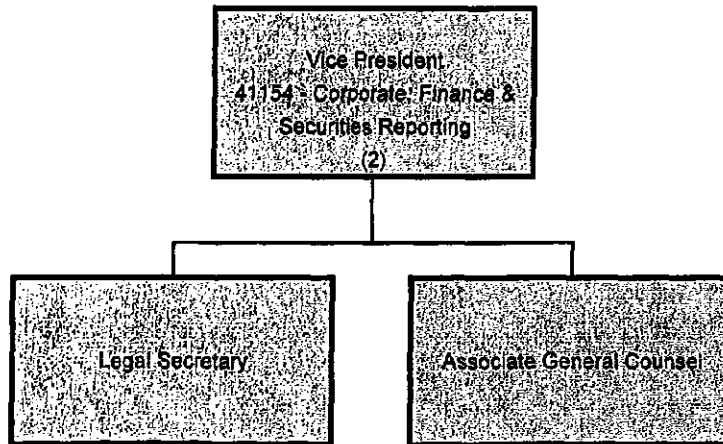 Vice President
41154 - Corporate, Finance &
Securities Reporting
(2)
Legal Secretary
Associate General Counsel